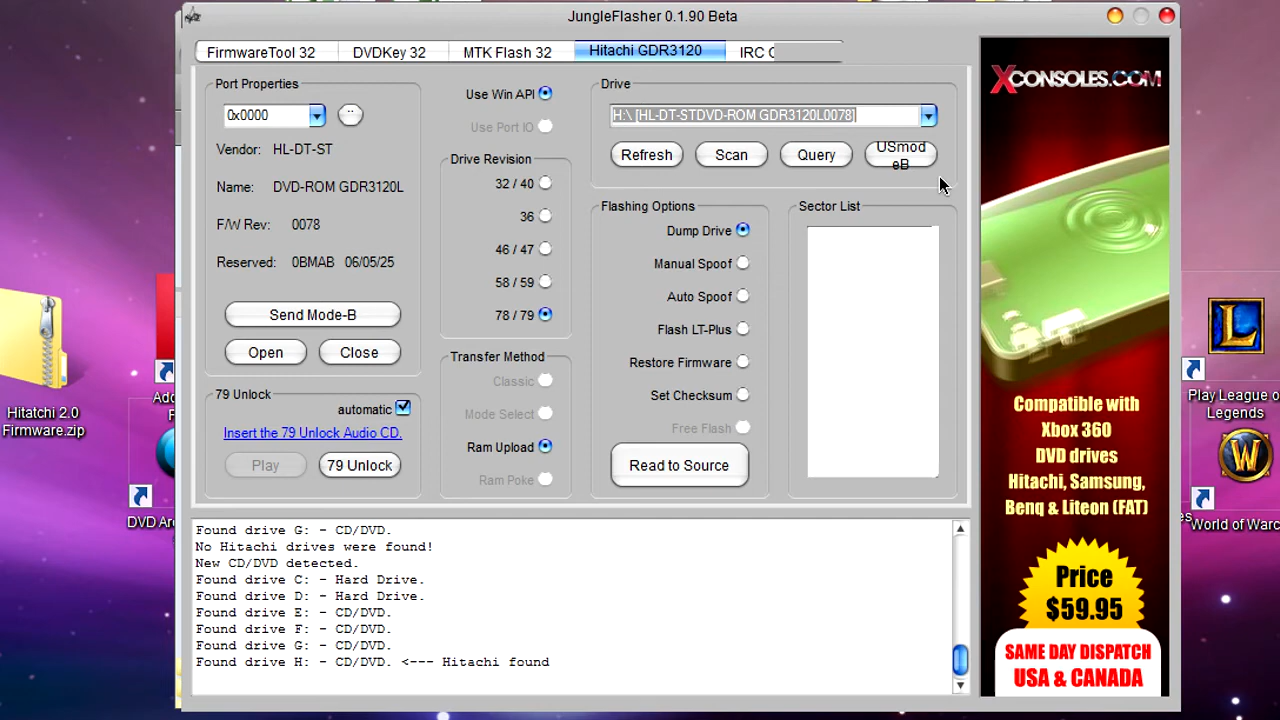 JungleFlasher 0.1.90 Beta
FirmwareTool 32
DVDKey 32
MTK Flash 32
Hitachi GDR3120
IRC C
Port Properties
0x0000
..
Vendor: HL-DT-ST
Name: DVD-ROM GDR3120L
F/W Rev: 0078
Reserved: 0BMAB 06/05/25
Send Mode-B
Open
Close
79 Unlock
automatic
Insert the 79 Unlock Audio CD.
Play
79 Unlock
Use Win API
Use Port IO
Drive Revision
32 / 40
36
46 / 47
58 / 59
78 / 79
Transfer Method
Classic
Mode Select
Ram Upload
Ram Poke
Drive
H:\ [HL-DT-STDVD-ROM GDR3120L0078]
Refresh
Scan
Query
USmod
eB
Flashing Options
Dump Drive
Manual Spoof
Auto Spoof
Flash LT-Plus
Restore Firmware
Set Checksum
Free Flash
Read to Source
Sector List
Found drive G: - CD/DVD.
No Hitachi drives were found!
New CD/DVD detected.
Found drive C: - Hard Drive.
Found drive D: - Hard Drive.
Found drive E: - CD/DVD.
Found drive F: - CD/DVD.
Found drive G: - CD/DVD.
Found drive H: - CD/DVD. <--- Hitachi found
XCONSOLES.COM
Compatible with
Xbox 360
DVD drives
Hitachi, Samsung,
Benq & Liteon (FAT)
Price
$59.95
SAME DAY DISPATCH
USA & CANADA
Hitatchi 2.0
Firmware.zip
Ado
F
DVD Ar
Play League o
Legends
World of Warc